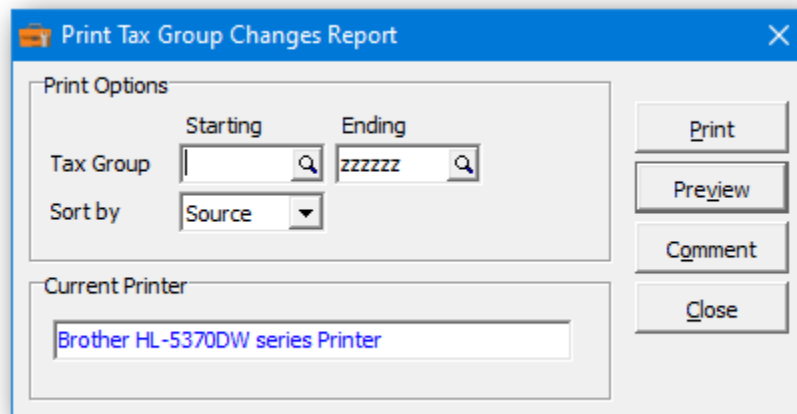 Print Tax Group Changes Report
Print Options
Starting Ending
Tax Group zzzzzz
Sort by Source
Current Printer
Brother HL-5370DW series Printer
Print
Preview
Comment
Close